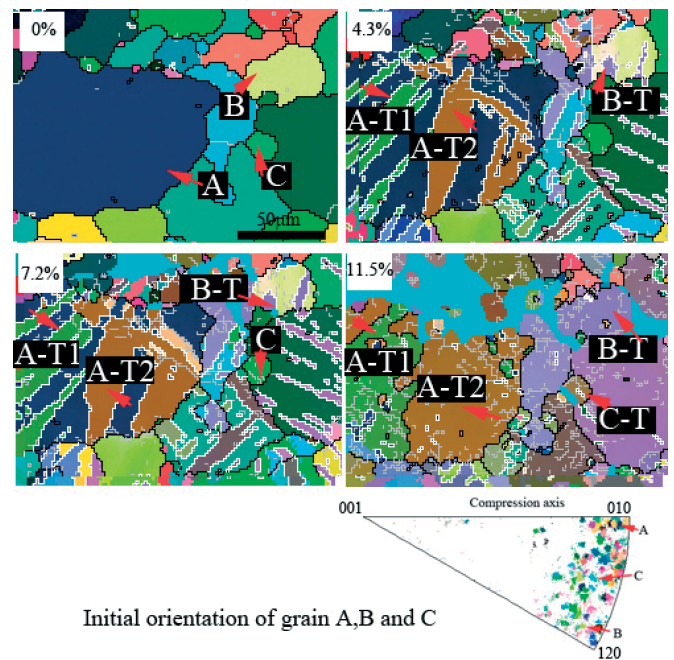 0%
B
A
C
50μm
4.3%
B-T
A-T1
A-T2
7.2%
B-T
A-T1
C
A-T2
11.5%
B-T
A-T1
A-T2
C-T
Compression axis
001
010
A
C
B
120
Initial orientation of grain A,B and C